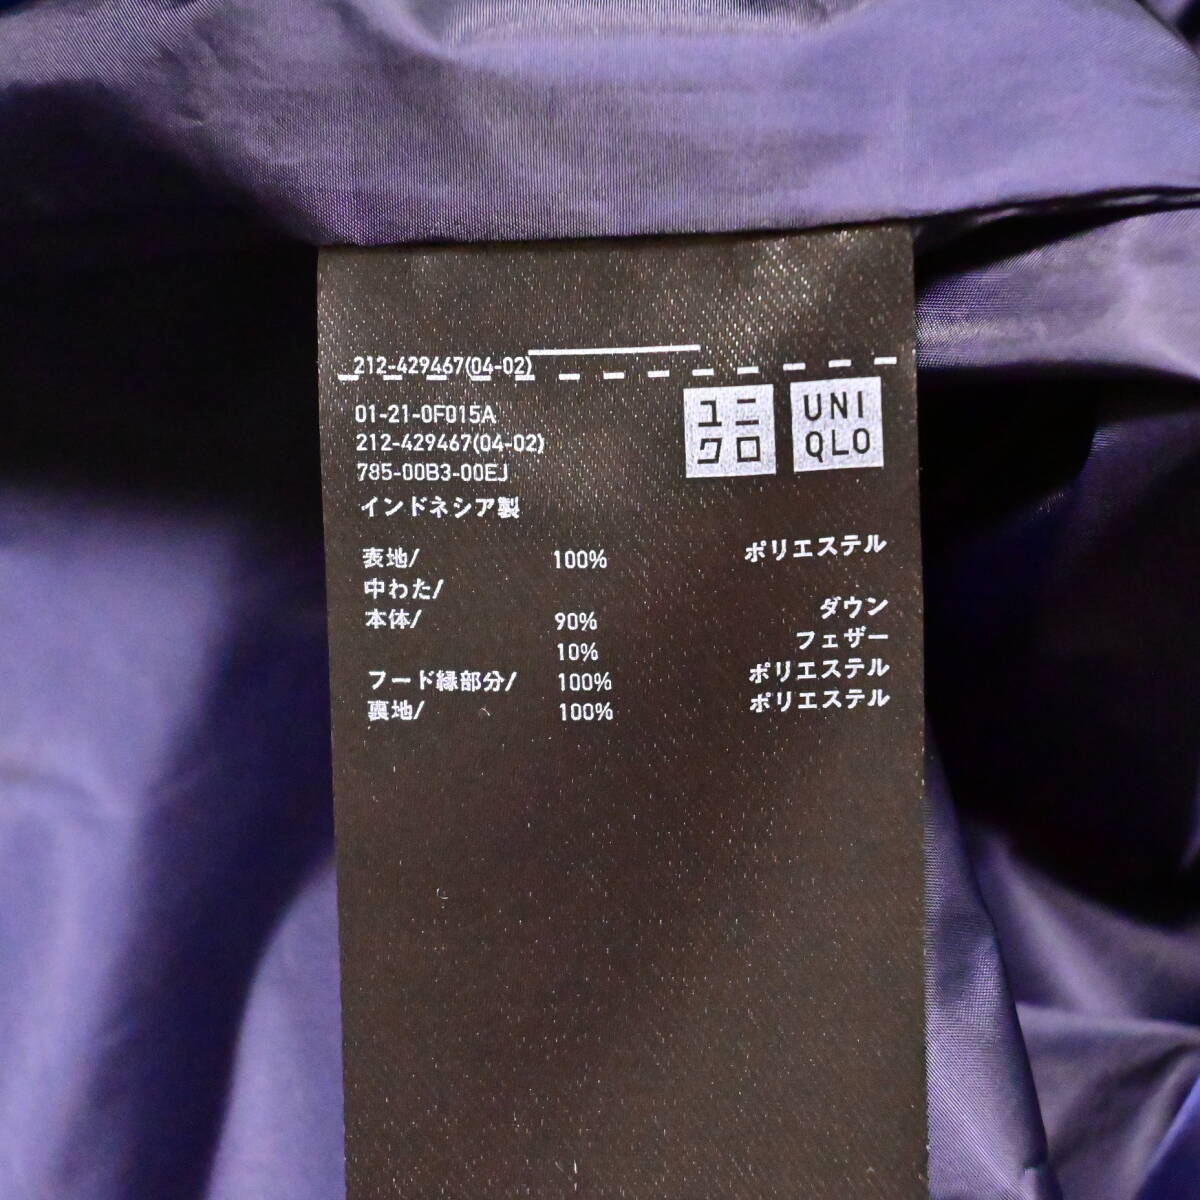 212-429467(04-02)
01-21-0F015A
212-429467(04-02)
785-00B3-00EJ
インドネシア製
ユニ
クロ
UNI
QLO
表地/ 100% ポリエステル
中わた/
本体/ 90% ダウン
10% フェザー
フード縁部分/ 100% ポリエステル
裏地/ 100% ポリエステル